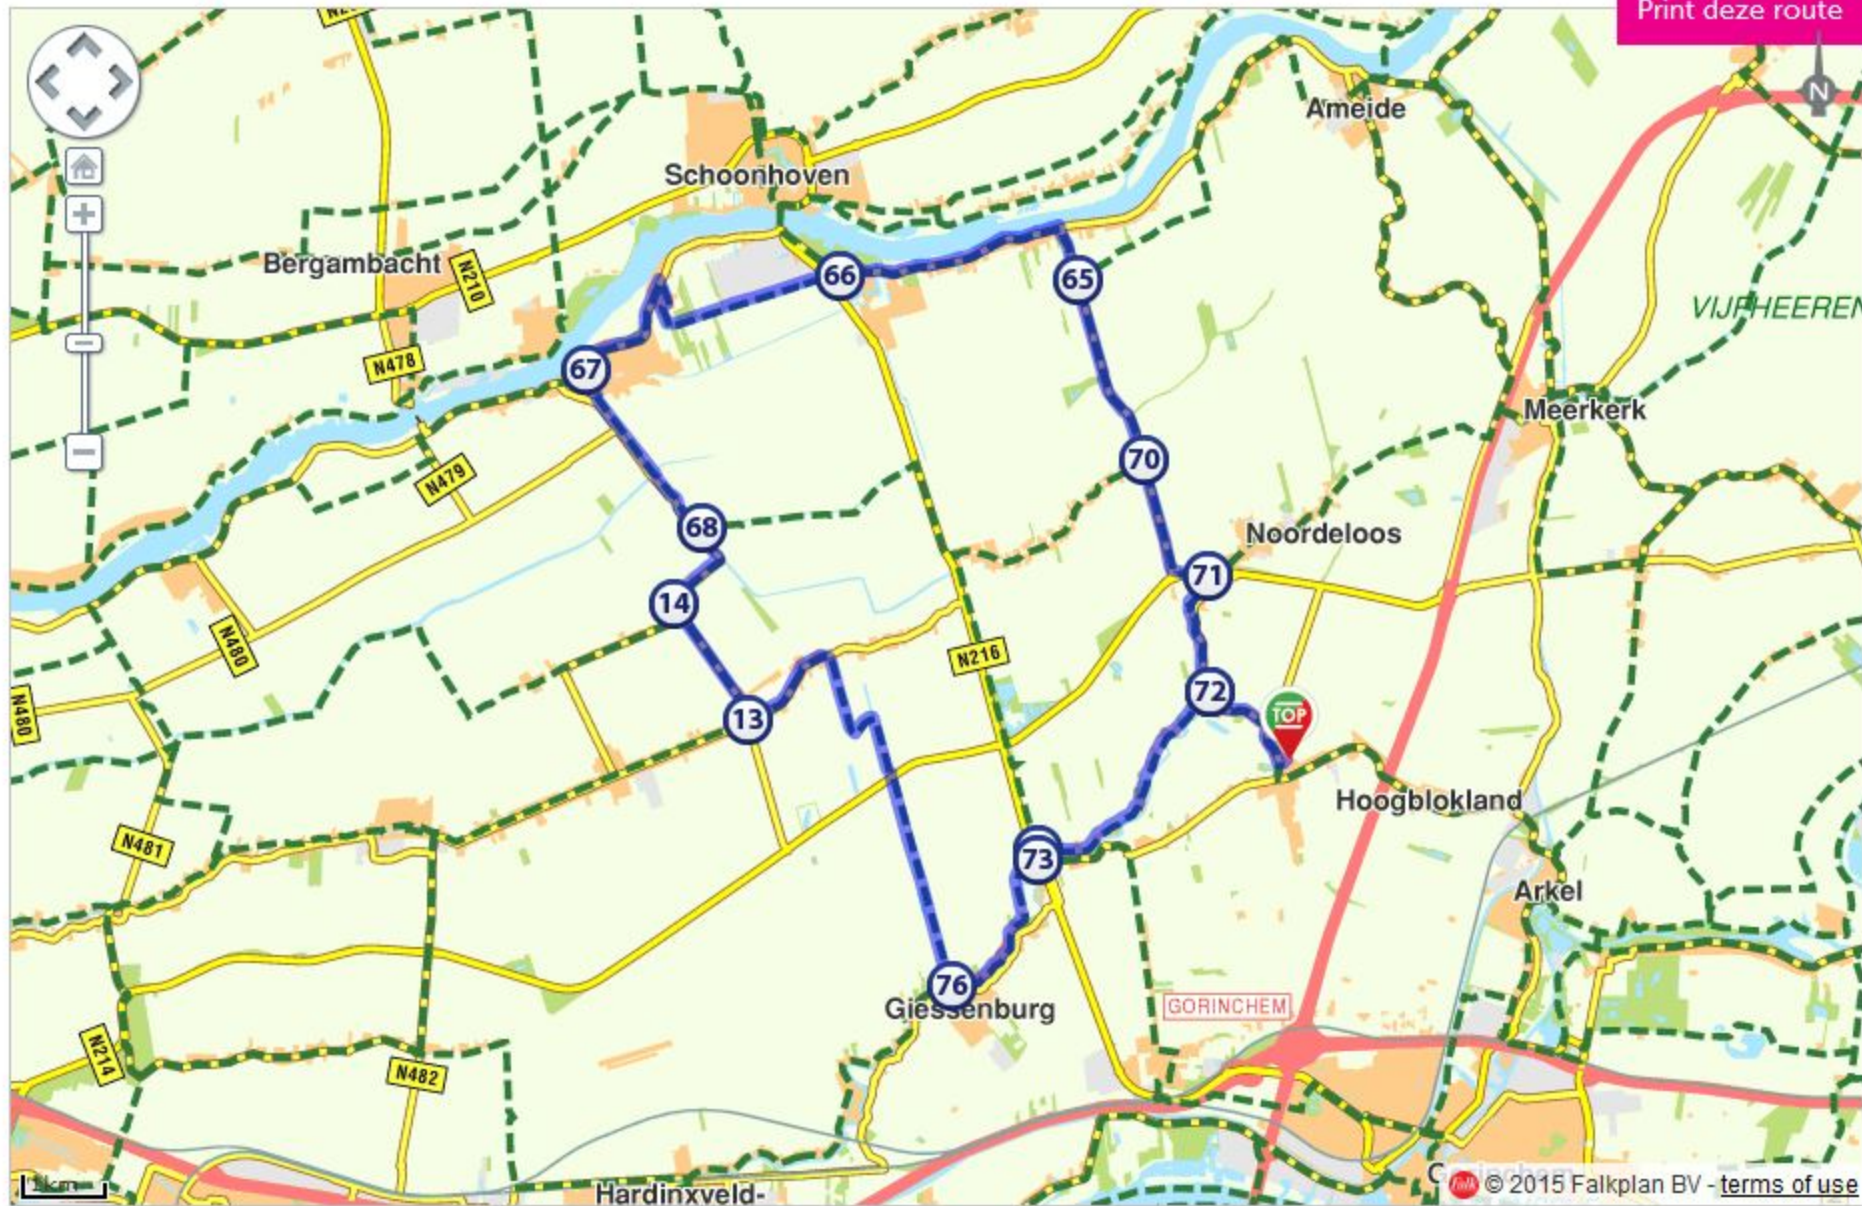 Print deze route
N
Ameide
Schoonhoven
Bergambacht
N210
66
65
VIJFHEEREN
N478
67
Meerkerk
70
N479
68
Noordeloos
71
14
N480
N216
72
N480
13
TOP
Hoogblokland
N481
73
Arkel
76
Giessenburg
GORINCHEM
N214
N482
1 km
Hardinxveld-
Falk © 2015 Falkplan BV - terms of use